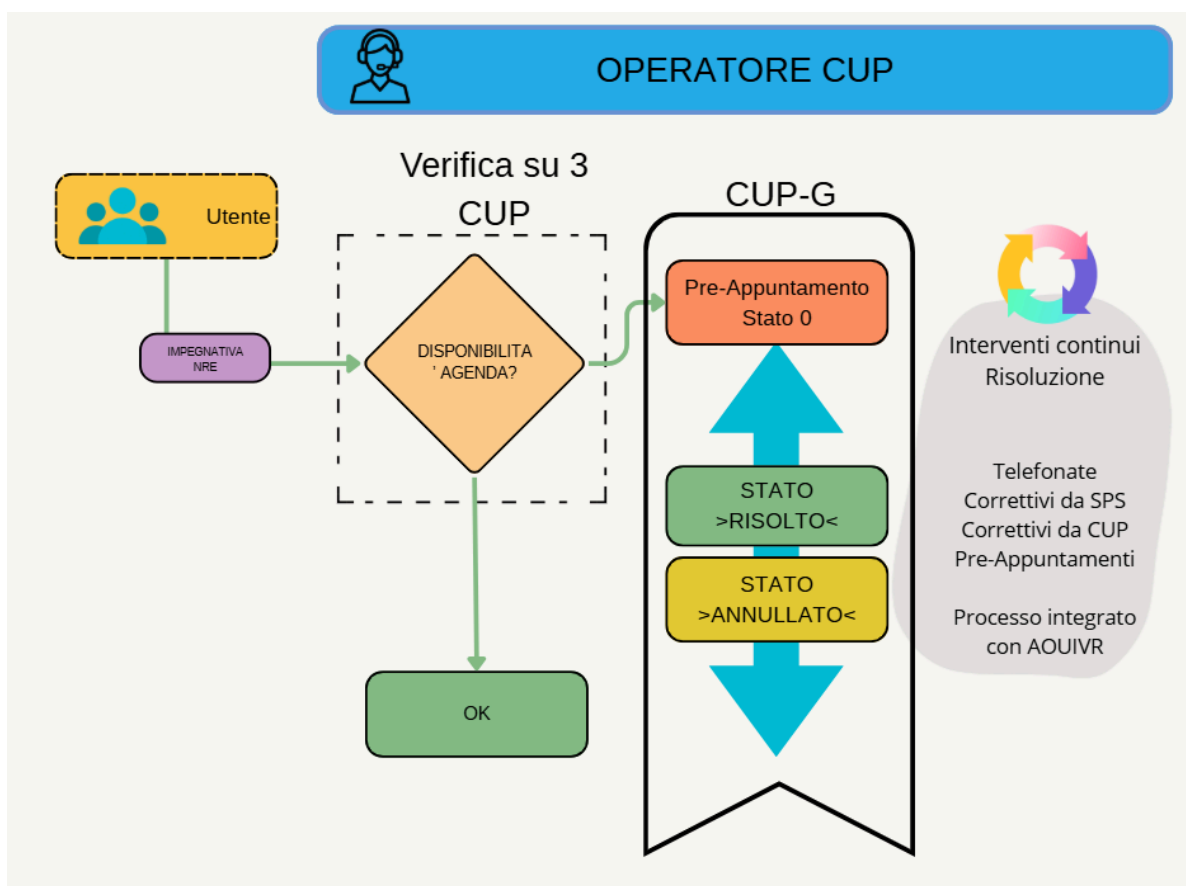 OPERATORE CUP
Utente
IMPEGNATIVA
NRE
Verifica su 3
CUP
DISPONIBILITA
' AGENDA?
OK
CUP-G
Pre-Appuntamento
Stato 0
STATO
>RISOLTO<
STATO
>ANNULLATO<
Interventi continui
Risoluzione
Telefonate
Correttivi da SPS
Correttivi da CUP
Pre-Appuntamenti
Processo integrato
con AOUIVR